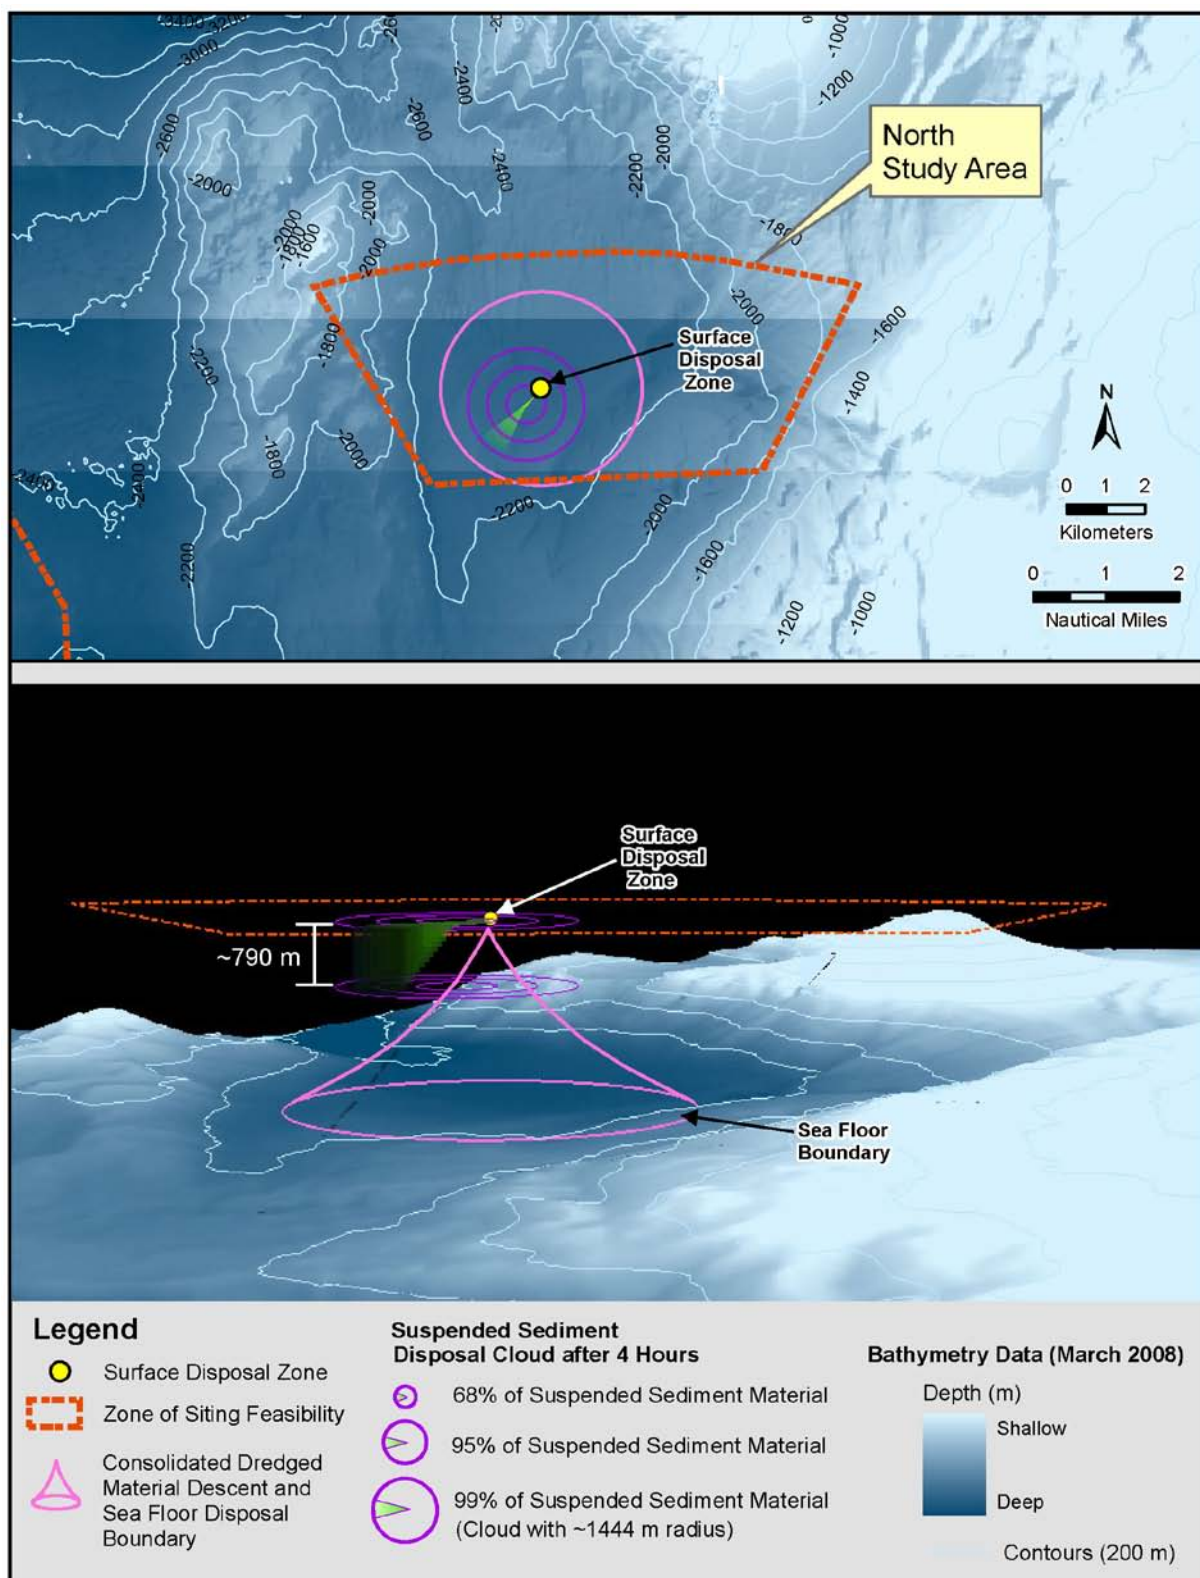 -3400
-3200
-3000
-2600
-2600
-2400
-2600
-2400
-20
0
-1000
-1200
-2000
-2200
-2000
-2000
-1800
-1600
-2000
-2000
-1800
North
Study Area
-1800
-2000
-1600
-1400
Surface
Disposal
Zone
-2200
-1800
-2000
-2400
-2400
-2200
-2200
-2000
-1600
-1200
-1000
N
0 1 2
Kilometers
0 1 2
Nautical Miles
Surface
Disposal
Zone
~790 m
Sea Floor
Boundary
Legend
Surface Disposal Zone
Zone of Siting Feasibility
Consolidated Dredged
Material Descent and
Sea Floor Disposal
Boundary
Suspended Sediment
Disposal Cloud after 4 Hours
68% of Suspended Sediment Material
95% of Suspended Sediment Material
99% of Suspended Sediment Material
(Cloud with ~1444 m radius)
Bathymetry Data (March 2008)
Depth (m)
Shallow
Deep
Contours (200 m)